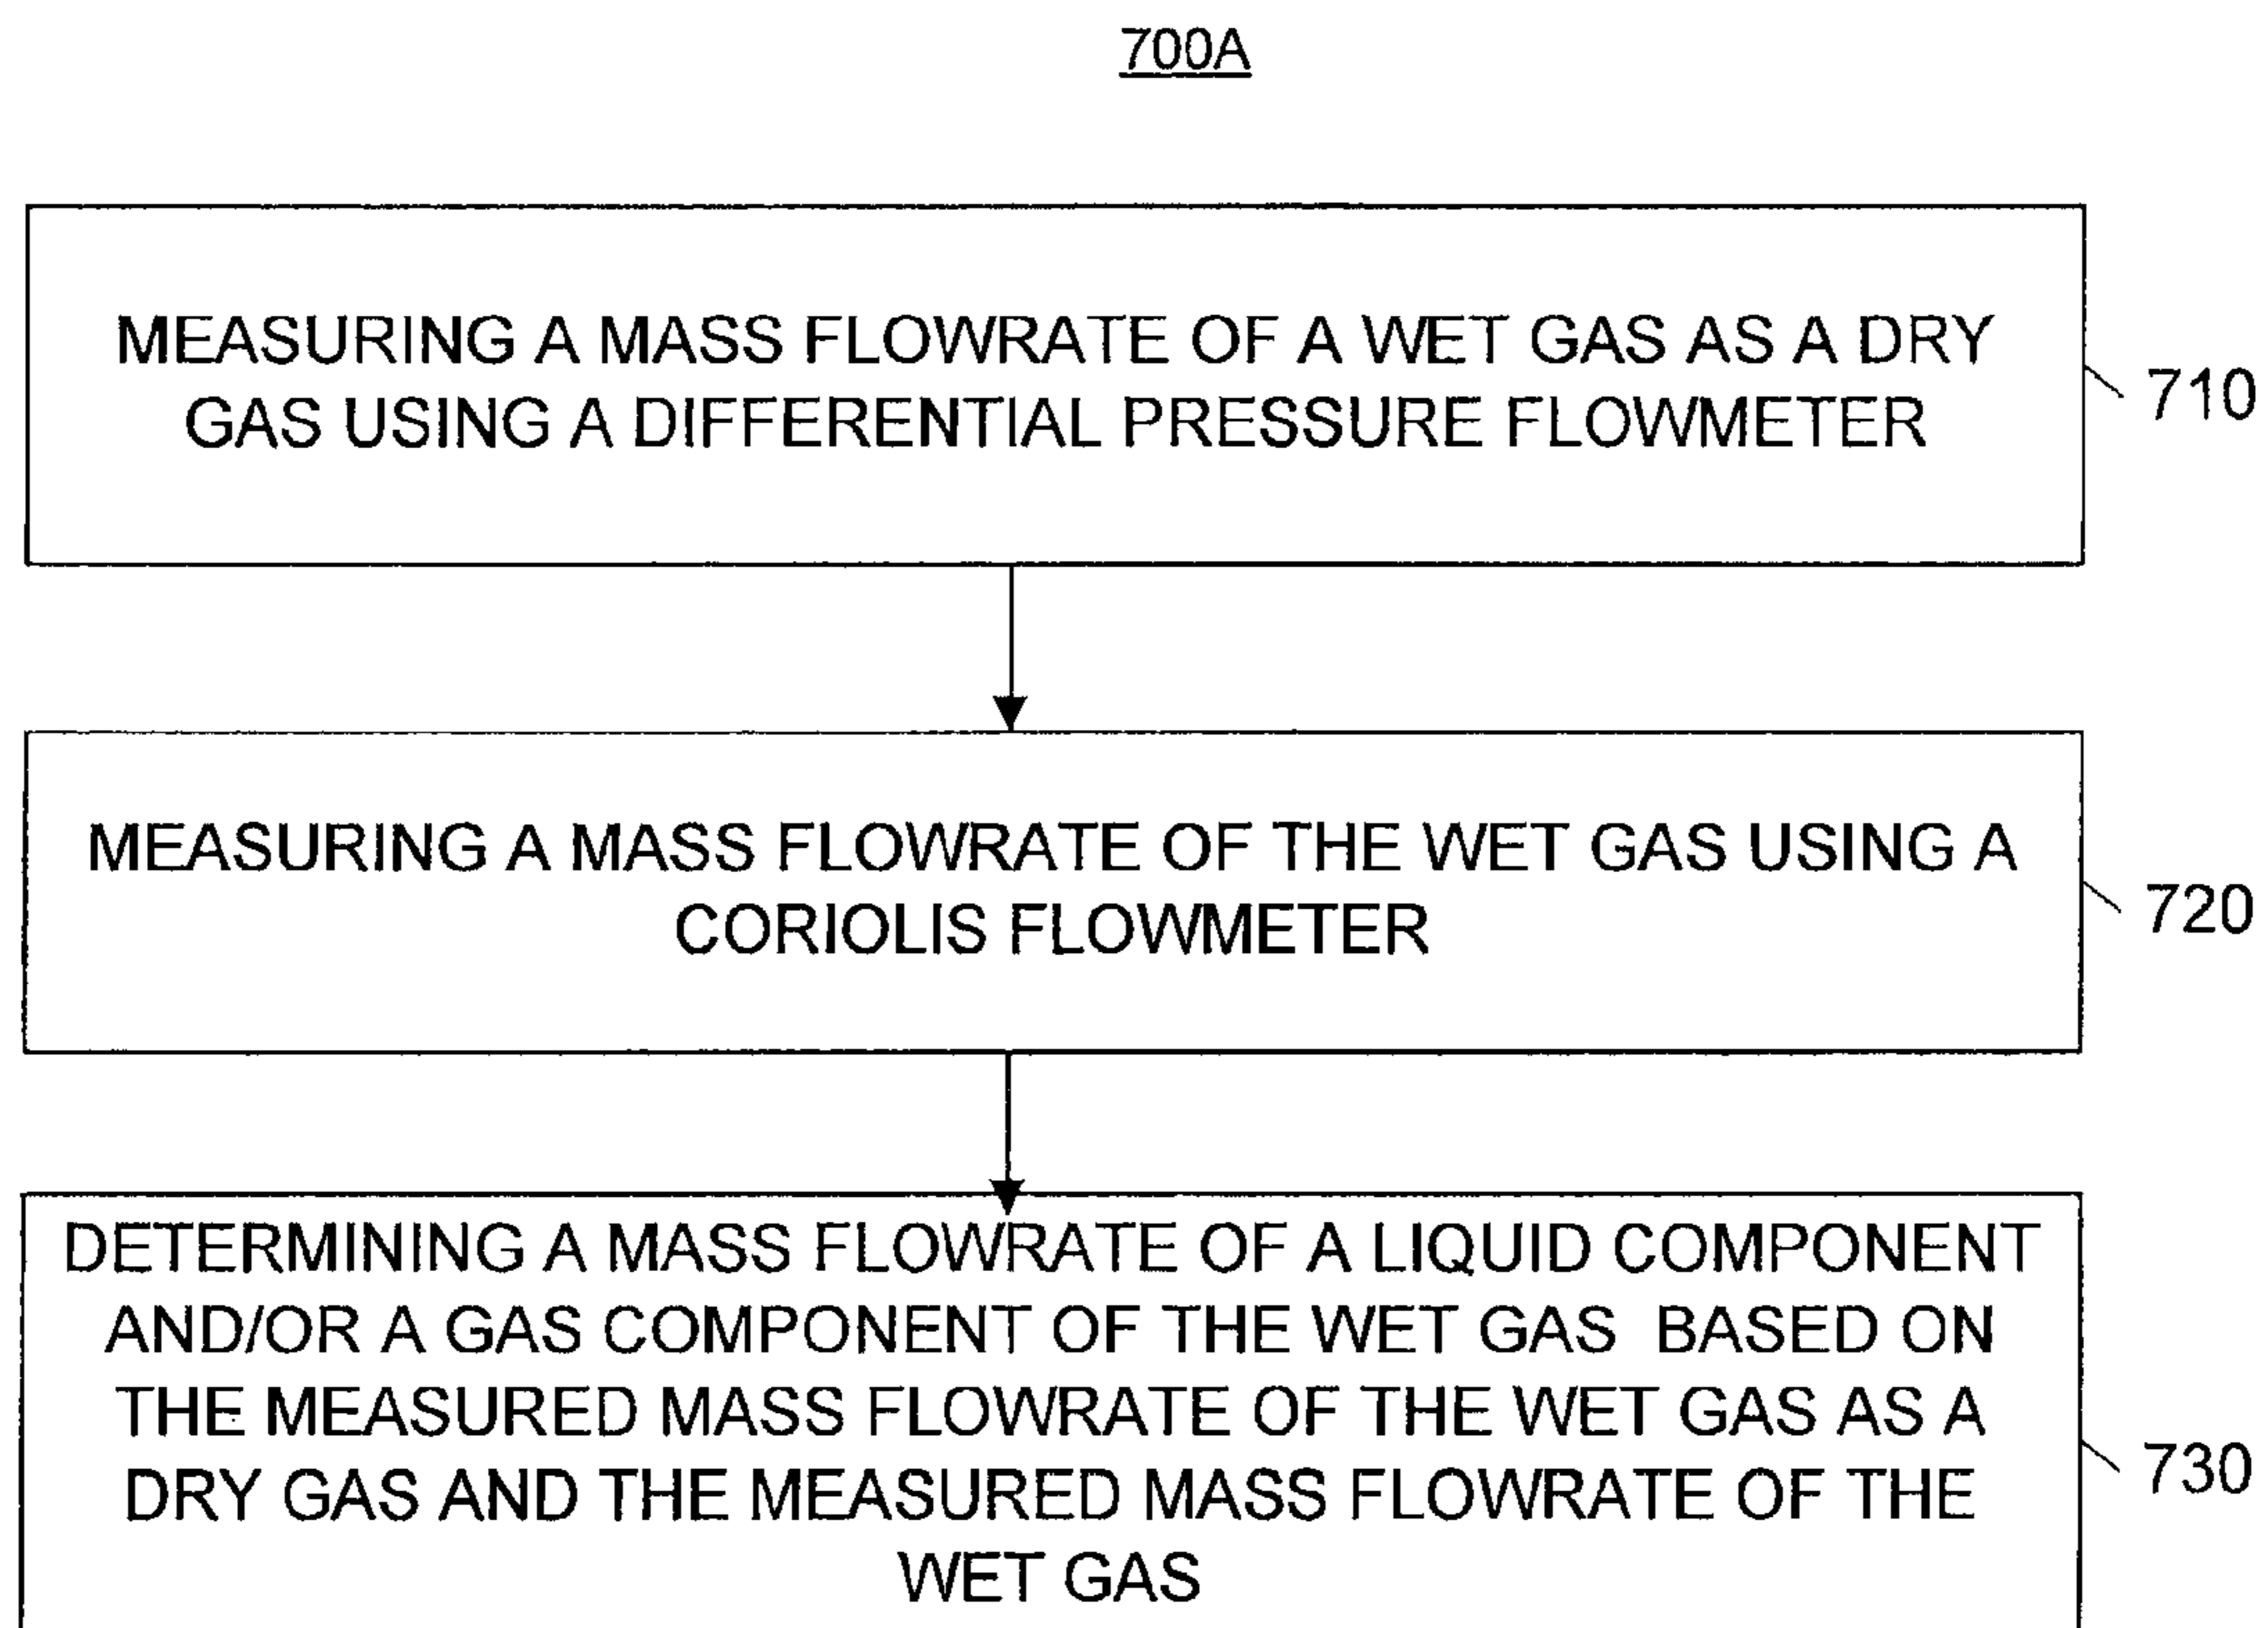 700A
MEASURING A MASS FLOWRATE OF A WET GAS AS A DRY
GAS USING A DIFFERENTIAL PRESSURE FLOWMETER
710
MEASURING A MASS FLOWRATE OF THE WET GAS USING A
CORIOLIS FLOWMETER
720
DETERMINING A MASS FLOWRATE OF A LIQUID COMPONENT
AND/OR A GAS COMPONENT OF THE WET GAS BASED ON
THE MEASURED MASS FLOWRATE OF THE WET GAS AS A
DRY GAS AND THE MEASURED MASS FLOWRATE OF THE
WET GAS
730